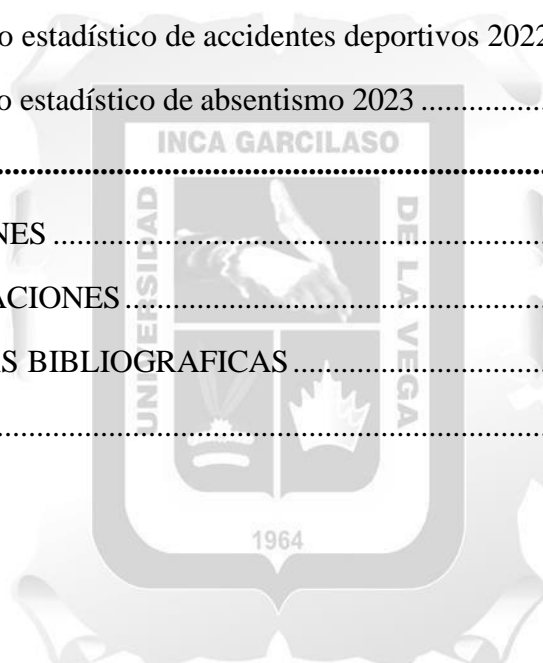 o estadístico de accidentes deportivos 2022
o estadístico de absentismo 2023 ..................
INCA GARCILASO
................................................................................
NES ................................................................
UNIVERSIDAD
DE LA VEGA
ACIONES ......................................................
S BIBLIOGRAFICAS ..............................
................................................................................
1964